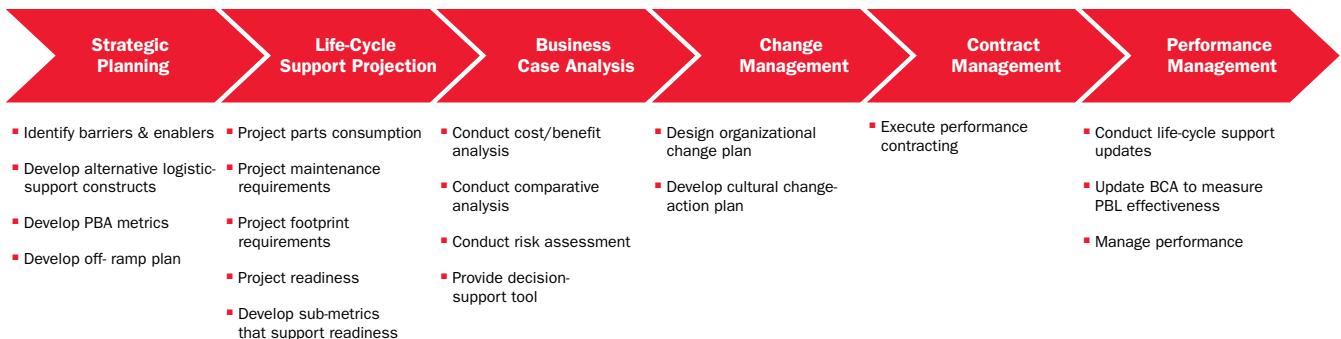 Strategic
Planning
Life-Cycle
Support Projection
Business
Case Analysis
Change
Management
Contract
Management
Performance
Management
▪ Identify barriers & enablers
▪ Develop alternative logistic-
support constructs
▪ Develop PBA metrics
▪ Develop off- ramp plan
▪ Project parts consumption
▪ Project maintenance
requirements
▪ Project footprint
requirements
▪ Project readiness
▪ Develop sub-metrics
that support readiness
▪ Conduct cost/benefit
analysis
▪ Conduct comparative
analysis
▪ Conduct risk assessment
▪ Provide decision-
support tool
▪ Design organizational
change plan
▪ Develop cultural change-
action plan
▪ Execute performance
contracting
▪ Conduct life-cycle support
updates
▪ Update BCA to measure
PBL effectiveness
▪ Manage performance